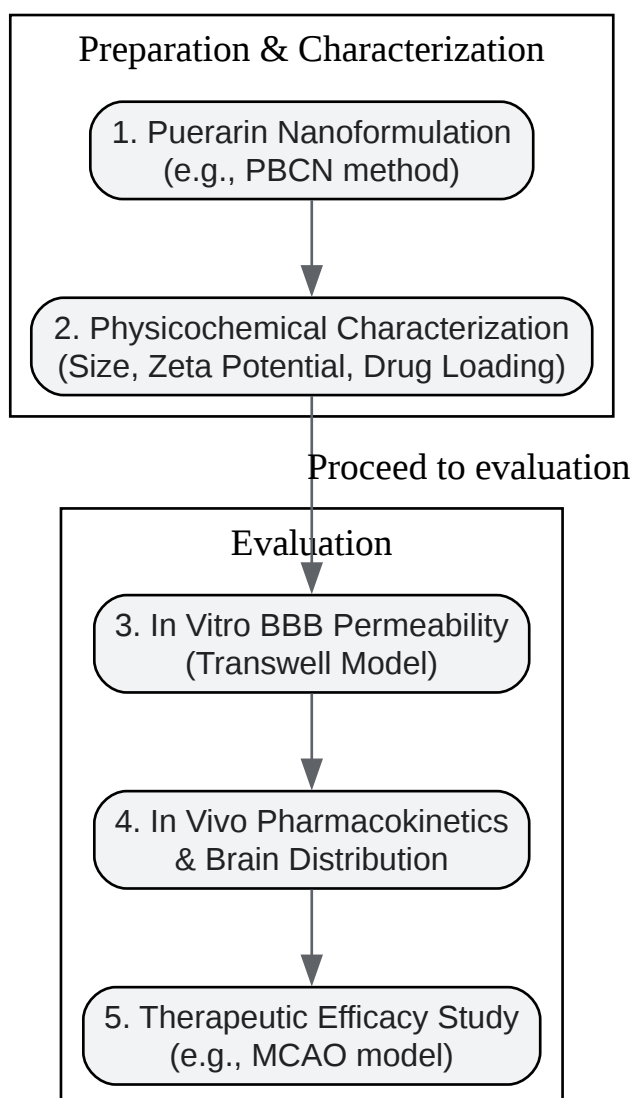 Preparation & Characterization
1. Puerarin Nanoformulation
(e.g., PBCN method)
2. Physicochemical Characterization
(Size, Zeta Potential, Drug Loading)
Proceed to evaluation
Evaluation
3. In Vitro BBB Permeability
(Transwell Model)
4. In Vivo Pharmacokinetics
& Brain Distribution
5. Therapeutic Efficacy Study
(e.g., MCAO model)